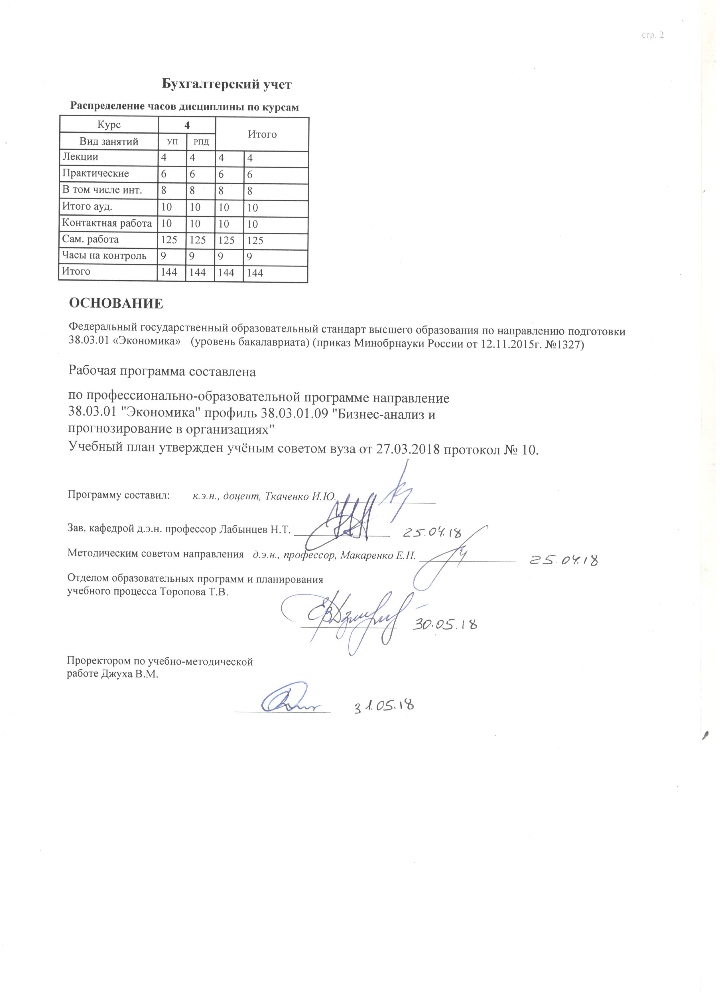 стр. 2
Бухгалтерский учет
Распределение часов дисциплины по курсам
Курс 4 Итого
Вид занятий УП РПД
Лекции 4 4 4 4
Практические 6 6 6 6
В том числе инт. 8 8 8 8
Итого ауд. 10 10 10 10
Контактная работа 10 10 10 10
Сам. работа 125 125 125 125
Часы на контроль 9 9 9 9
Итого 144 144 144 144
ОСНОВАНИЕ
Федеральный государственный образовательный стандарт высшего образования по направлению подготовки
38.03.01 «Экономика» (уровень бакалавриата) (приказ Минобрнауки России от 12.11.2015г. №1327)
Рабочая программа составлена
по профессионально-образовательной программе направление
38.03.01 "Экономика" профиль 38.03.01.09 "Бизнес-анализ и
прогнозирование в организациях"
Учебный план утвержден учёным советом вуза от 27.03.2018 протокол № 10.
Программу составил: к.э.н., доцент, Ткаченко И.Ю.
Зав. кафедрой д.э.н. профессор Лабынцев Н.Т. 25.04.18
Методическим советом направления д.э.н., профессор, Макаренко Е.Н. 25.04.18
Отделом образовательных программ и планирования
учебного процесса Торопова Т.В.
30.05.18
Проректором по учебно-методической
работе Джуха В.М.
31.05.18